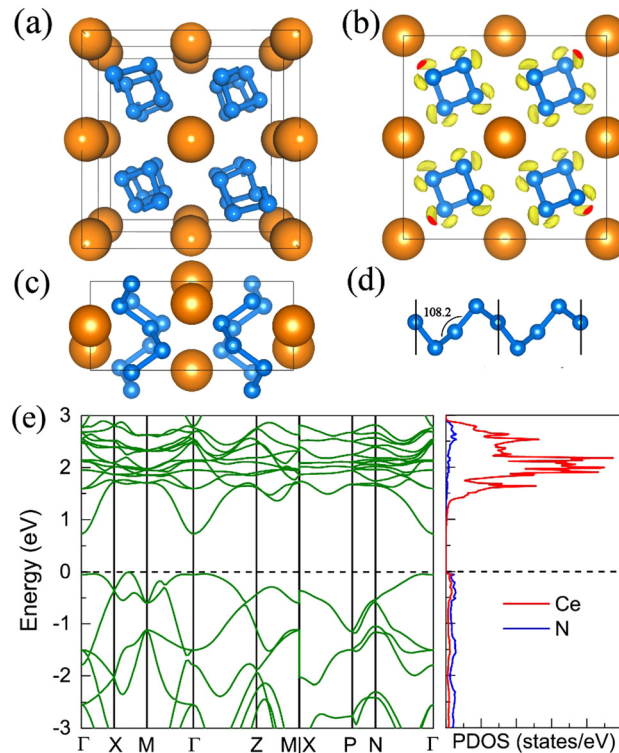 (a)
(b)
(c)
(d)
108.2
(e)
3
2
1
0
-1
-2
-3
Energy (eV)
Γ X M Γ Z M|X P N Γ
Ce
N
PDOS (states/eV)